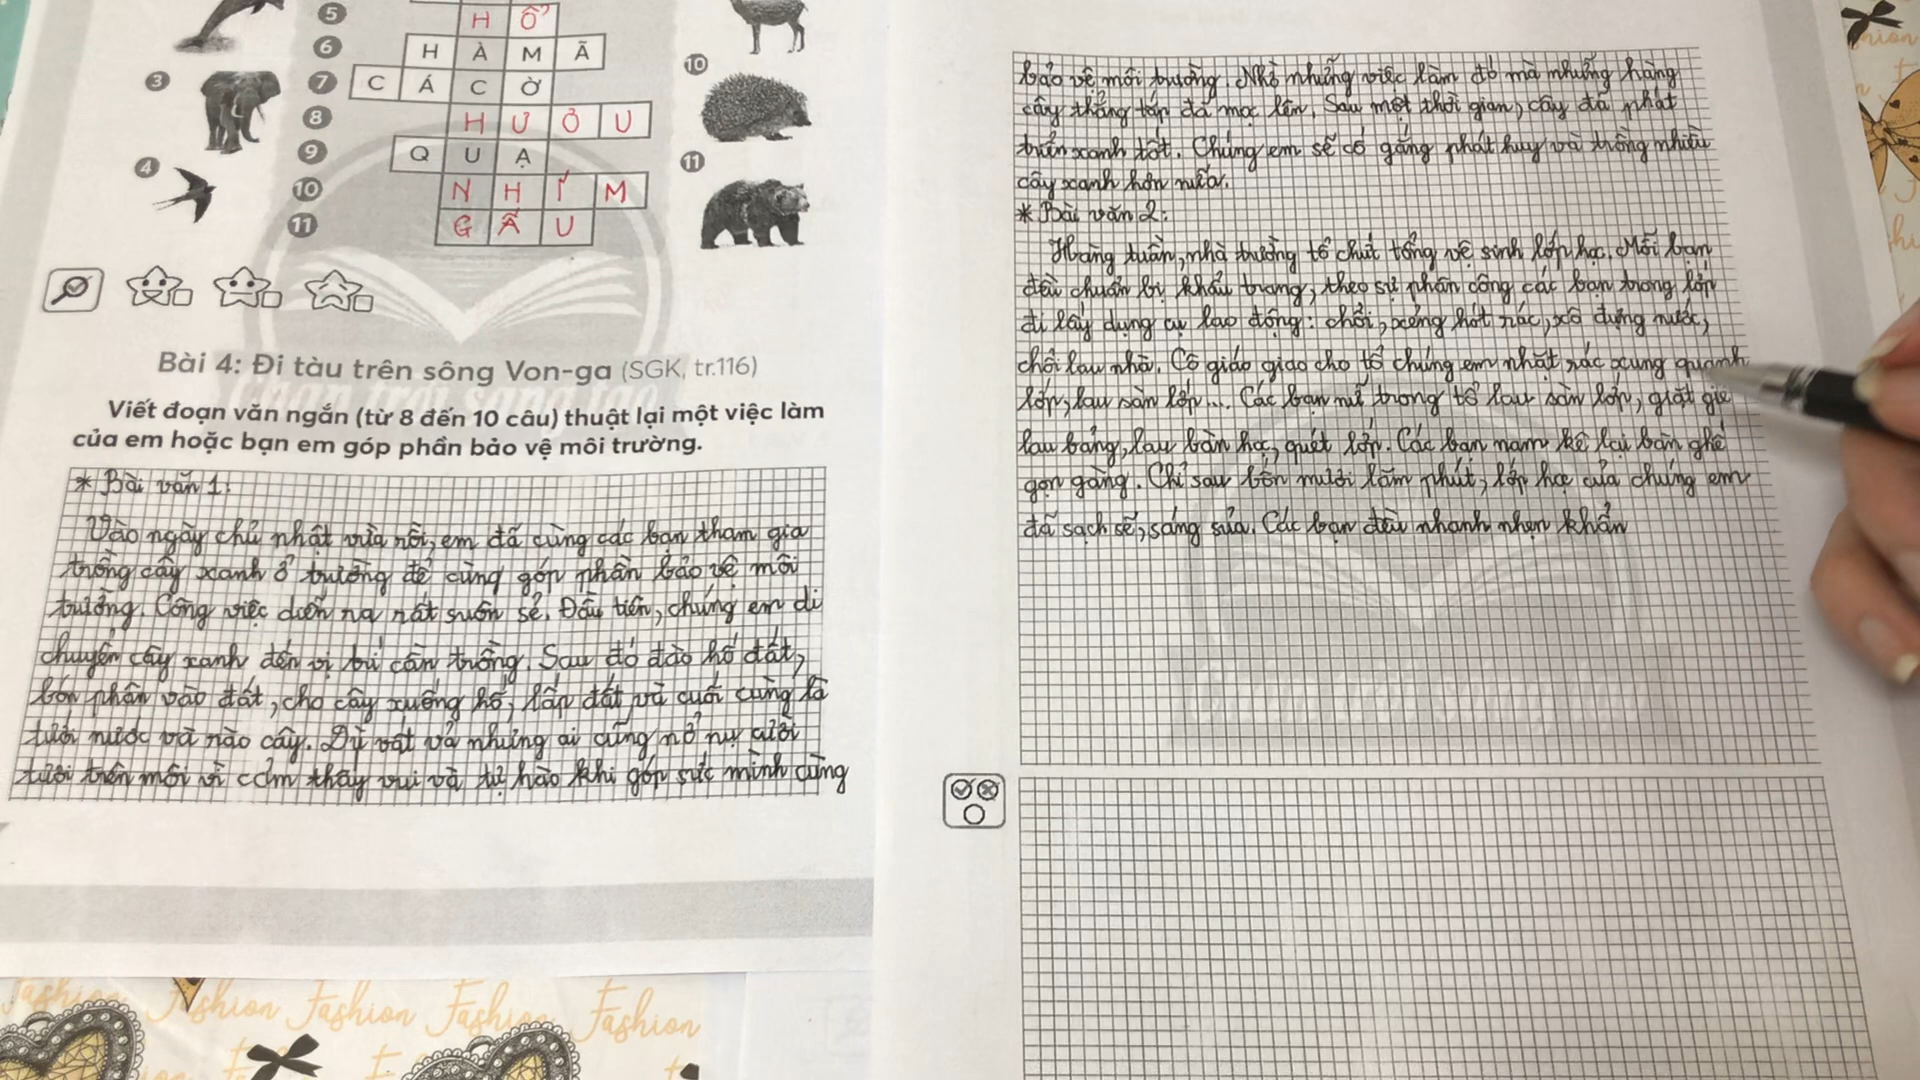 5 H Ổ
6 H À M Ã
3 7 C Á C Ờ 10
8 H Ư Ơ U
4 9 Q U Ạ 11
10 N H Í M
11 G Ấ U
Bài 4: Đi tàu trên sông Von-ga (SGK, tr.116)
Viết đoạn văn ngắn (từ 8 đến 10 câu) thuật lại một việc làm
của em hoặc bạn em góp phần bảo vệ môi trường.
* Bài văn 1:
Vào ngày chủ nhật vừa rồi, em đã cùng các bạn tham gia
trồng cây xanh ở trường để cùng góp phần bảo vệ môi
trường. Công việc diễn ra rất suôn sẻ. Đầu tiên, chúng em di
chuyển cây xanh đến vị trí cần trồng. Sau đó đào hố đất,
bón phân vào đất, cho cây xuống hố, lấp đất và cuối cùng là
tưới nước và rào cây. Dù vất vả nhưng ai cũng nở nụ cười
tươi trên môi vì cảm thấy vui và tự hào khi góp sức mình cùng
bảo vệ môi trường. Nhờ những việc làm đó mà những hàng
cây thẳng tắp đã mọc lên. Sau một thời gian, cây đã phát
triển xanh tốt. Chúng em sẽ cố gắng phát huy và trồng nhiều
cây xanh hơn nữa.
* Bài văn 2:
Hàng tuần, nhà trường tổ chức tổng vệ sinh lớp học. Mỗi bạn
đều chuẩn bị khẩu trang, theo sự phân công các bạn trong lớp
đi lấy dụng cụ lao động: chổi, xẻng hót rác, xô đựng nước,
chổi lau nhà. Cô giáo giao cho tổ chúng em nhặt rác xung quanh
lớp, lau sàn lớp... Các bạn nữ trong tổ lau sàn lớp, giặt giẻ
lau bảng, lau bàn học, quét lớp. Các bạn nam kê lại bàn ghế
gọn gàng. Chỉ sau bốn mươi lăm phút, lớp học của chúng em
đã sạch sẽ, sáng sủa. Các bạn đều nhanh nhẹn khẩn
Fashion Fashion Fashion Fashion